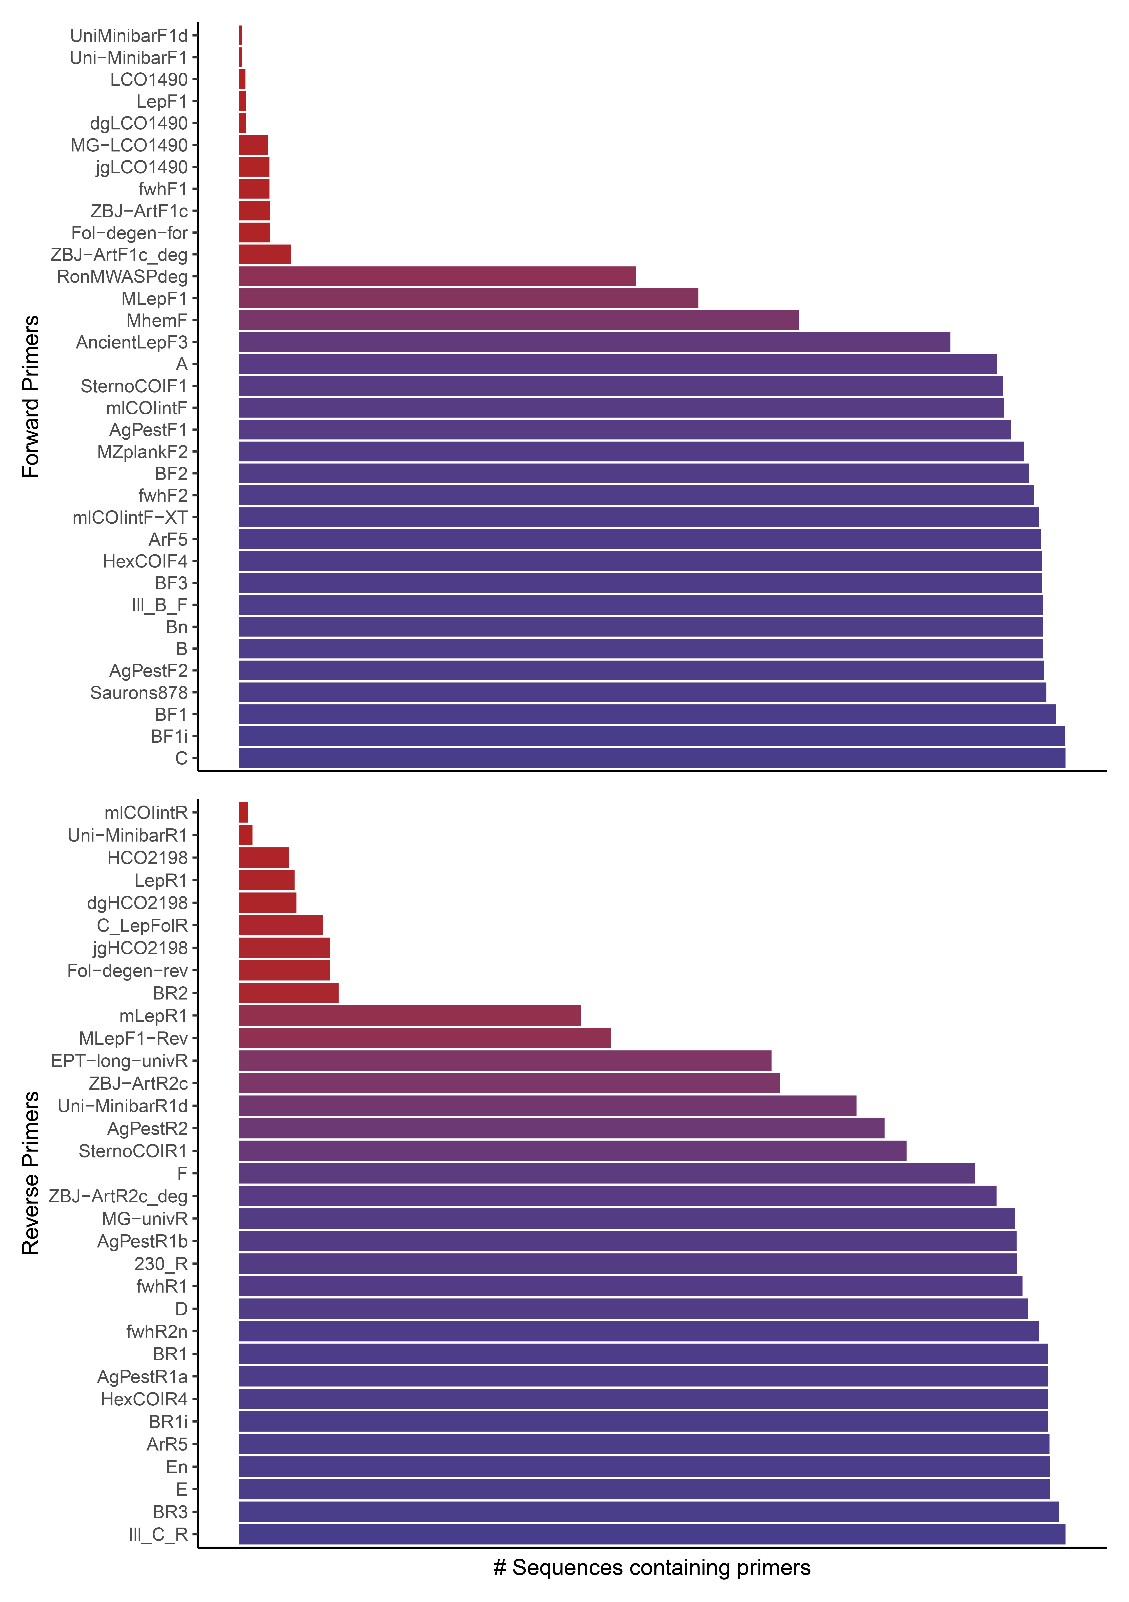 Forward Primers
UniMinibarF1d
Uni−MinibarF1
LCO1490
LepF1
dgLCO1490
MG−LCO1490
jgLCO1490
fwhF1
ZBJ−ArtF1c
Fol−degen−for
ZBJ−ArtF1c_deg
RonMWASPdeg
MLepF1
MhemF
AncientLepF3
A
SternoCOIF1
mlCOIintF
AgPestF1
MZplankF2
BF2
fwhF2
mlCOIintF−XT
ArF5
HexCOIF4
BF3
Ill_B_F
Bn
B
AgPestF2
Saurons878
BF1
BF1i
C
Reverse Primers
mlCOIintR
Uni−MinibarR1
HCO2198
LepR1
dgHCO2198
C_LepFolR
jgHCO2198
Fol−degen−rev
BR2
mLepR1
MLepF1−Rev
EPT−long−univR
ZBJ−ArtR2c
Uni−MinibarR1d
AgPestR2
SternoCOIR1
F
ZBJ−ArtR2c_deg
MG−univR
AgPestR1b
230_R
fwhR1
D
fwhR2n
BR1
AgPestR1a
HexCOIR4
BR1i
ArR5
En
E
BR3
Ill_C_R
# Sequences containing primers